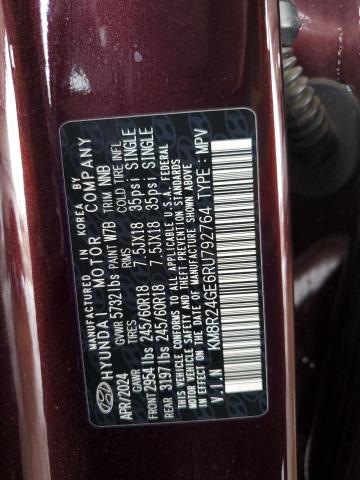 MANUFACTURED IN KOREA BY
HYUNDAI MOTOR COMPANY
APR/2024 GVWR 5732 lbs PAINT W7B TRIM NNB
GAWR TIRES RIMS COLD TIRE INFL
FRONT 2954 lbs 245/60R18 7.5JX18 35psi SINGLE
REAR 3197 lbs 245/60R18 7.5JX18 35psi SINGLE
THIS VEHICLE CONFORMS TO ALL APPLICABLE U.S.A. FEDERAL
MOTOR VEHICLE SAFETY, BUMPER, AND THEFT PREVENTION STANDARDS
IN EFFECT ON THE DATE OF MANUFACTURE SHOWN ABOVE
V.I.N KM8R24GE6RU792764 TYPE: MPV